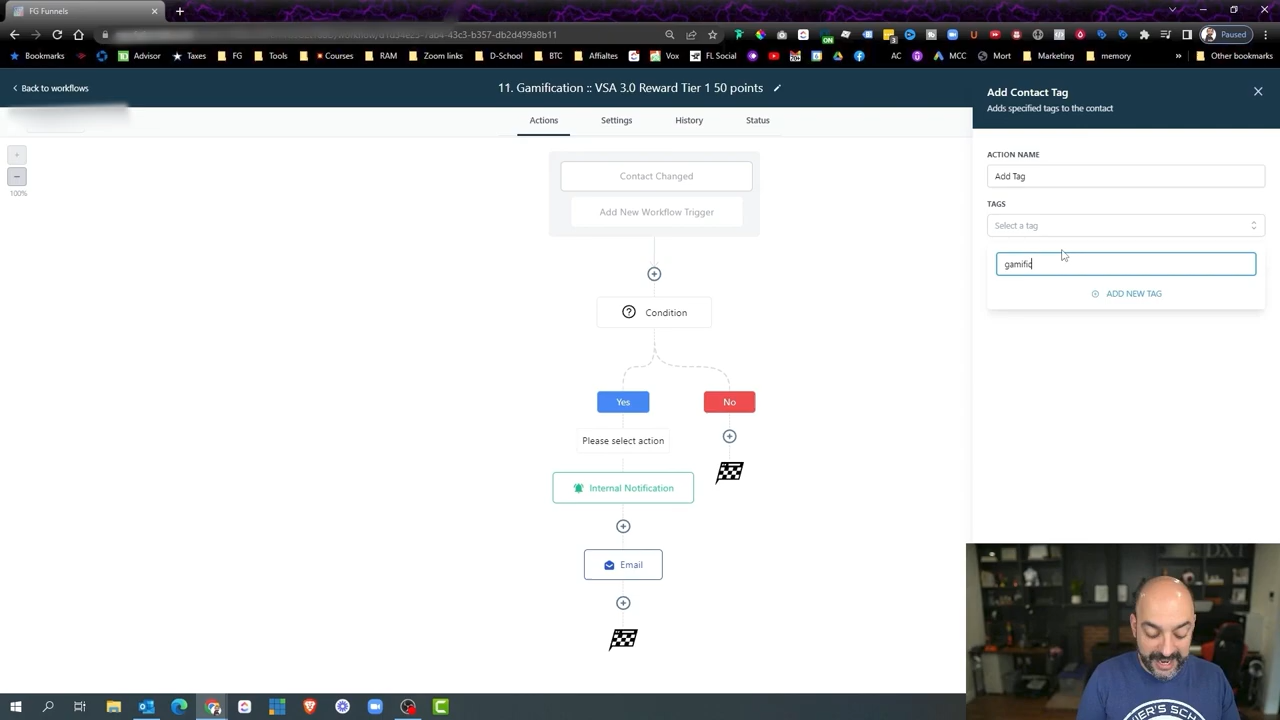 FG Funnels
Paused
Bookmarks
Advisor
Taxes
FG
Tools
Courses
RAM
Zoom links
D-School
BTC
Affialtes
Vox
FL Social
AC
MCC
Mort
Marketing
memory
Other bookmarks
Back to workflows
11. Gamification :: VSA 3.0 Reward Tier 1 50 points
Actions
Settings
History
Status
100%
Contact Changed
Add New Workflow Trigger
Condition
Yes
No
Please select action
Internal Notification
Email
Add Contact Tag
Adds specified tags to the contact
ACTION NAME
Add Tag
TAGS
Select a tag
gamific
ADD NEW TAG